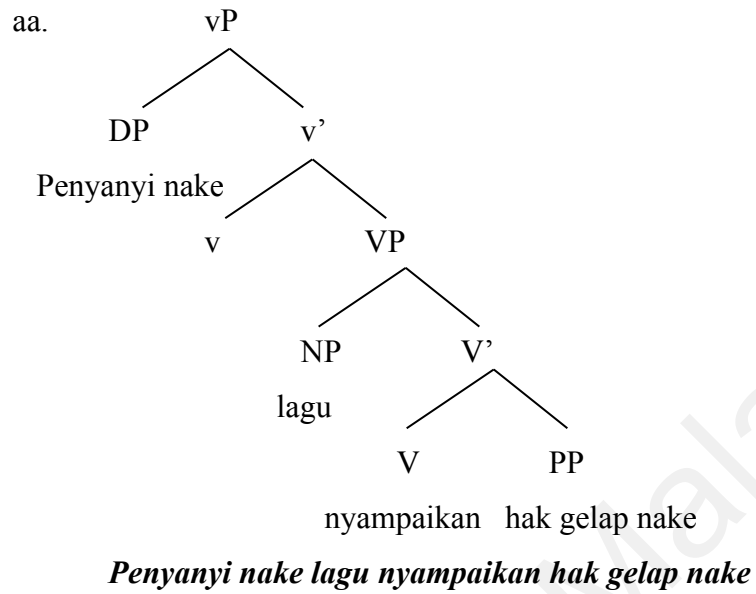 aa. vP
DP v’
Penyanyi nake
v VP
NP V’
lagu
V PP
nyampaikan hak gelap nake
Penyanyi nake lagu nyampaikan hak gelap nake